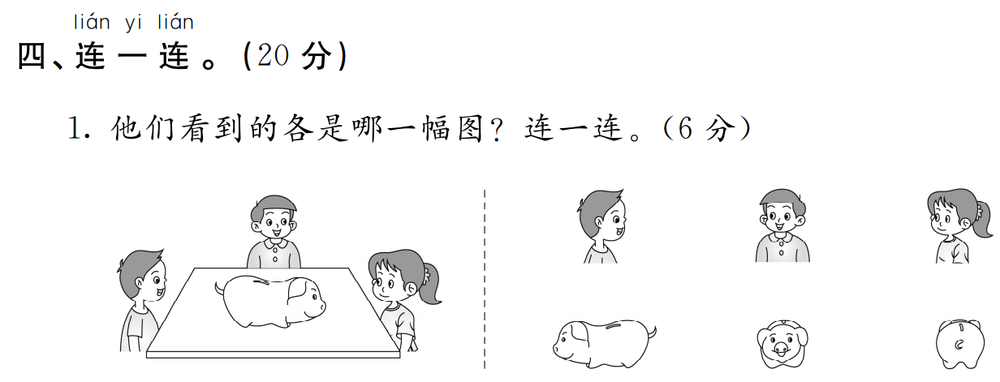 lián yi lián
四、连一连。(20 分)
1. 他们看到的各是哪一幅图？连一连。(6 分)